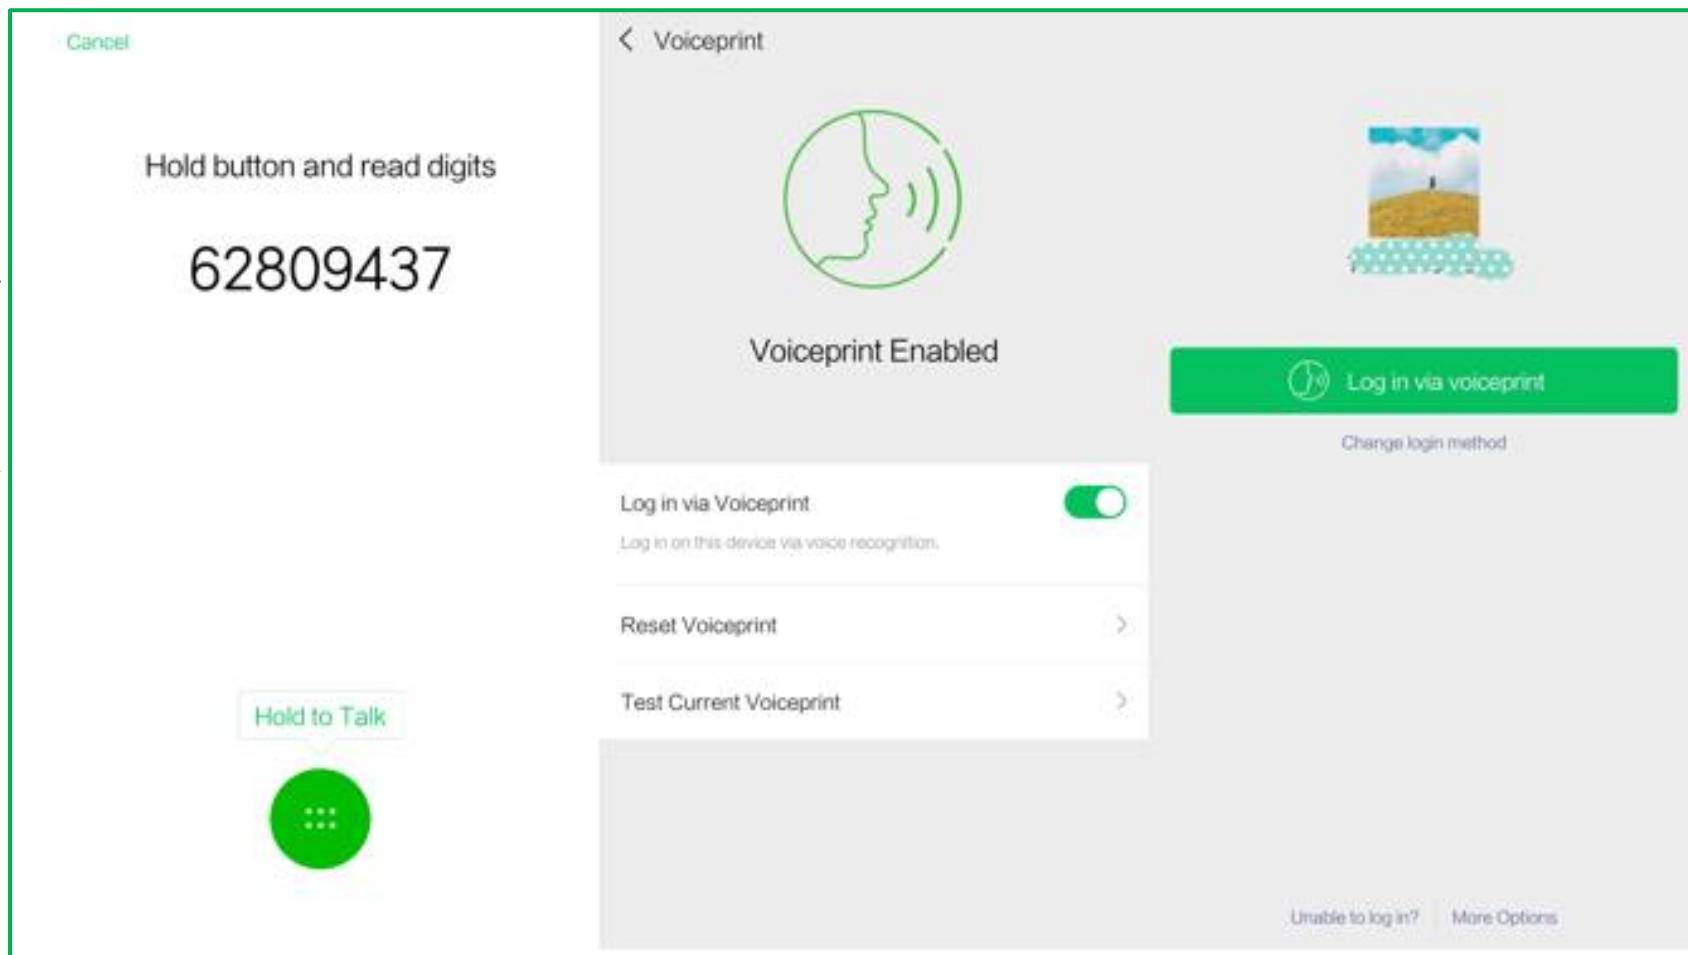 Cancel
Hold button and read digits
62809437
Hold to Talk
Voiceprint
Voiceprint Enabled
Log in via Voiceprint
Log in on this device via voice recognition.
Reset Voiceprint
Test Current Voiceprint
Log in via voiceprint
Change login method
Unable to log in?
More Options